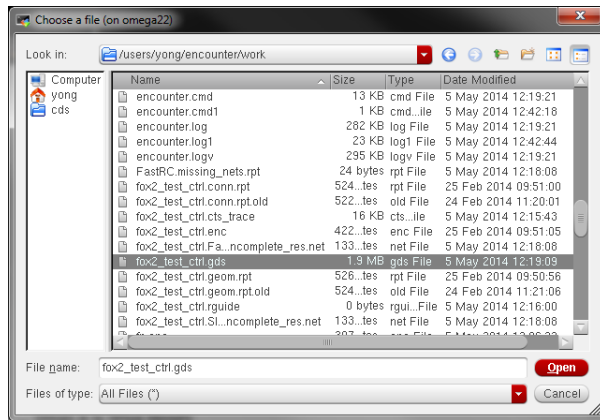 Choose a file (on omega22)
Look in: /users/yong/encounter/work
Computer
yong
cds
Name Size Type Date Modified
encounter.cmd 13 KB cmd File 5 May 2014 12:19:21
encounter.cmd1 1 KB cmd...ile 5 May 2014 12:42:18
encounter.log 282 KB log File 5 May 2014 12:19:21
encounter.log1 23 KB log1 File 5 May 2014 12:42:44
encounter.logv 295 KB logv File 5 May 2014 12:19:21
FastRC.missing_nets.rpt 24 bytes rpt File 5 May 2014 12:18:08
fox2_test_ctrl.conn.rpt 524...tes rpt File 25 Feb 2014 09:51:00
fox2_test_ctrl.conn.rpt.old 522...tes old File 24 Feb 2014 11:20:01
fox2_test_ctrl.cts_trace 16 KB cts...ile 5 May 2014 12:15:43
fox2_test_ctrl.enc 422...tes enc File 25 Feb 2014 09:51:05
fox2_test_ctrl.Fa...ncomplete_res.net 133...tes net File 5 May 2014 12:18:08
fox2_test_ctrl.gds 1.9 MB gds File 5 May 2014 12:19:09
fox2_test_ctrl.geom.rpt 526...tes rpt File 25 Feb 2014 09:50:56
fox2_test_ctrl.geom.rpt.old 524...tes old File 24 Feb 2014 11:21:06
fox2_test_ctrl.rguide 0 bytes rgui...File 5 May 2014 12:16:00
fox2_test_ctrl.SI...ncomplete_res.net 133...tes net File 5 May 2014 12:18:08
File name: fox2_test_ctrl.gds Open
Files of type: All Files (*) Cancel